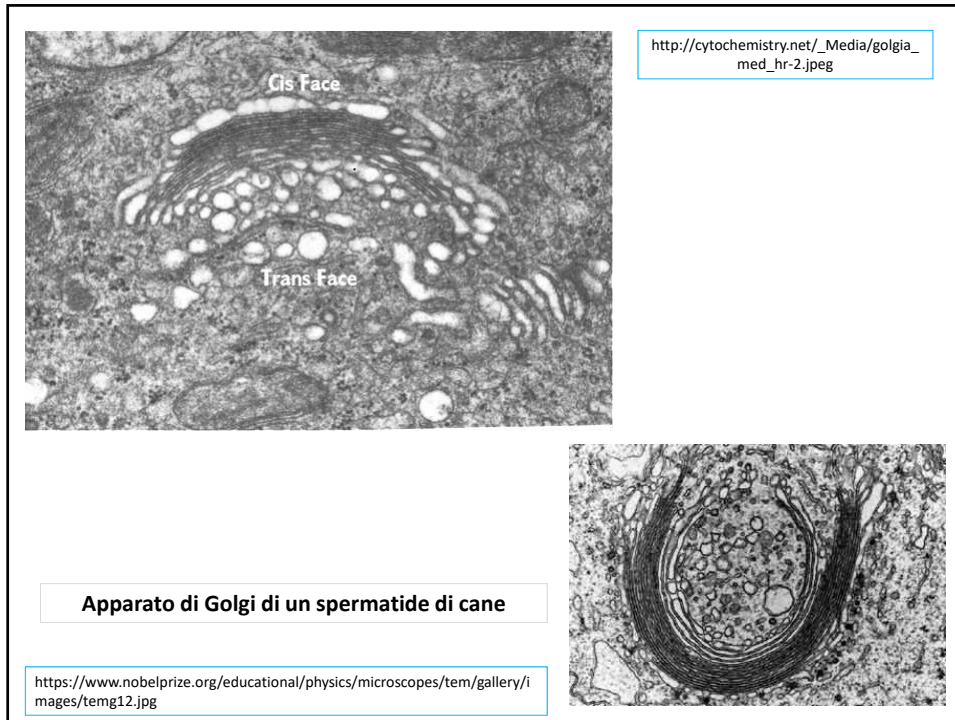 http://cytochemistry.net/_Media/golgia_
med_hr-2.jpeg
Cis Face
Trans Face
Apparato di Golgi di un spermatide di cane
https://www.nobelprize.org/educational/physics/microscopes/tem/gallery/i
mages/temg12.jpg